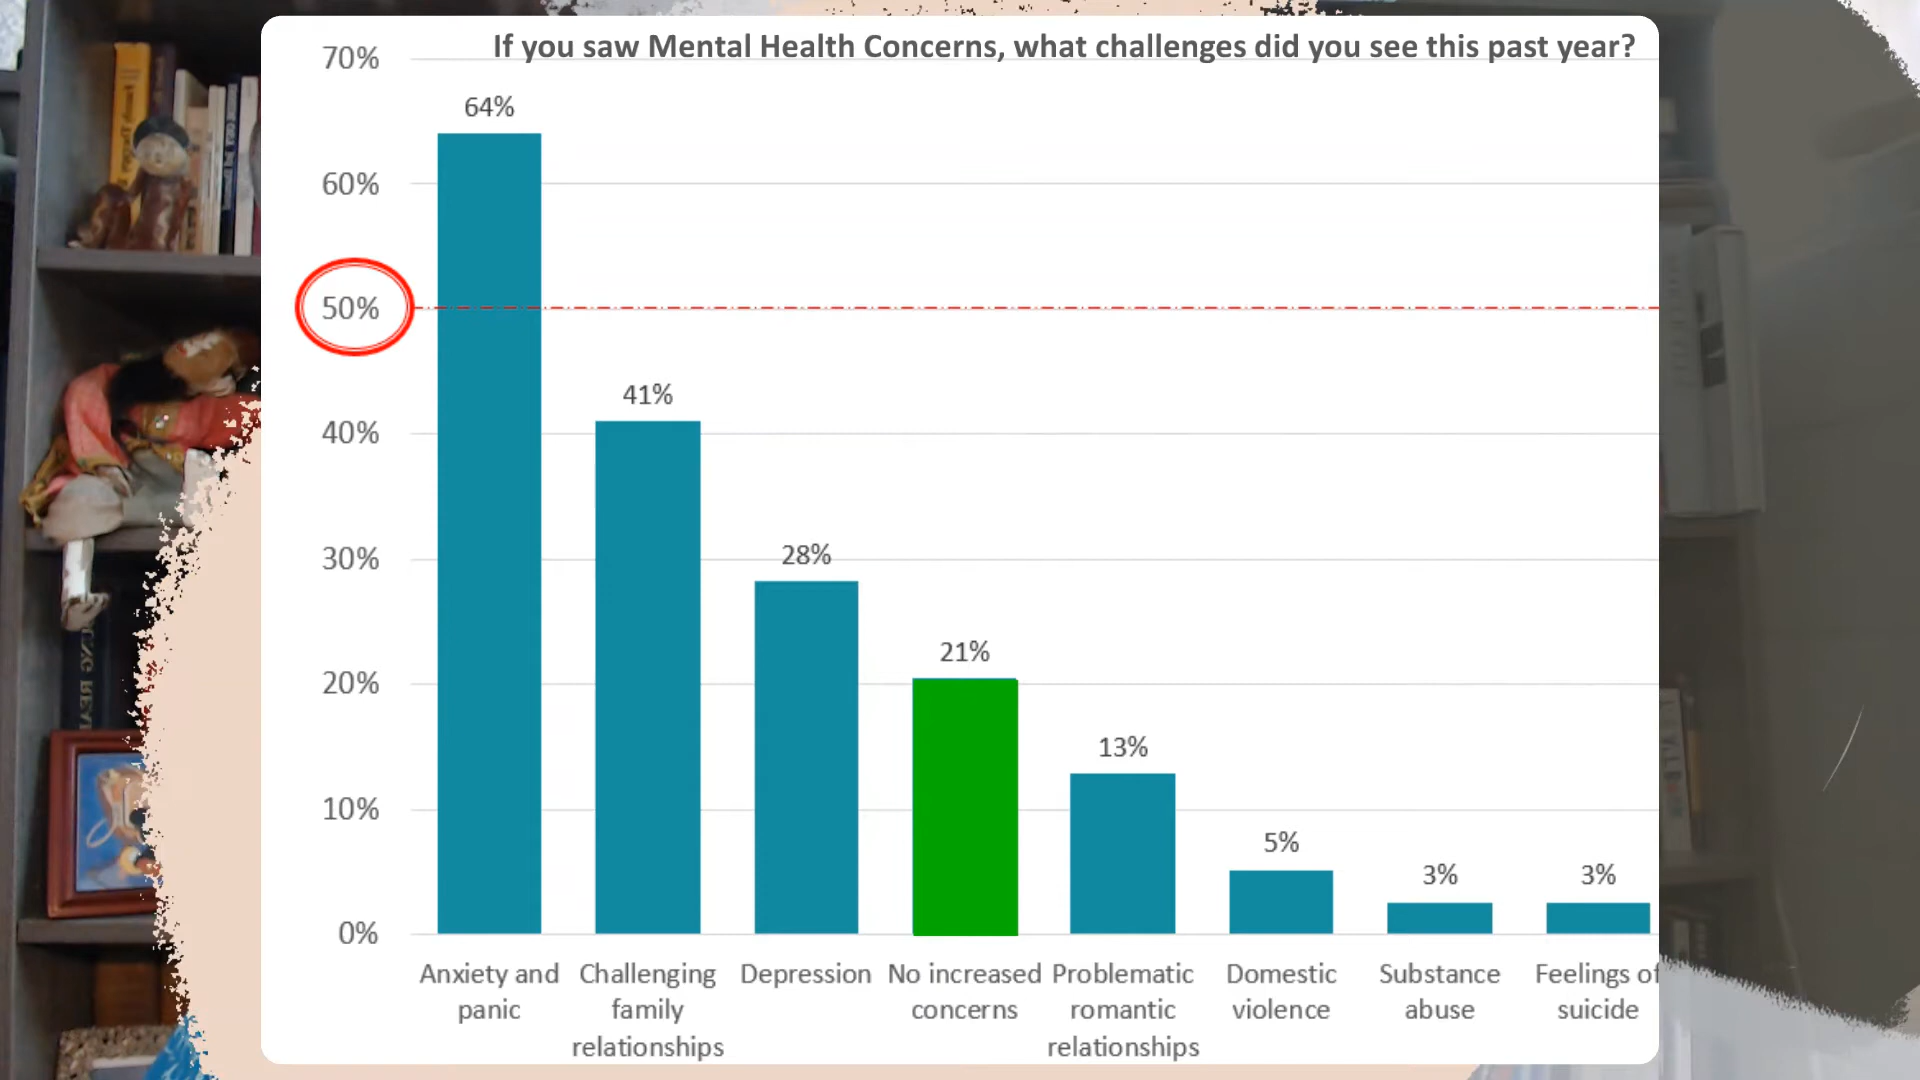 If you saw Mental Health Concerns, what challenges did you see this past year?
70%
60%
50%
40%
30%
20%
10%
0%
64%
41%
28%
21%
13%
5%
3%
3%
Anxiety and
panic
Challenging
family
relationships
Depression
No increased
concerns
Problematic
romantic
relationships
Domestic
violence
Substance
abuse
Feelings of
suicide